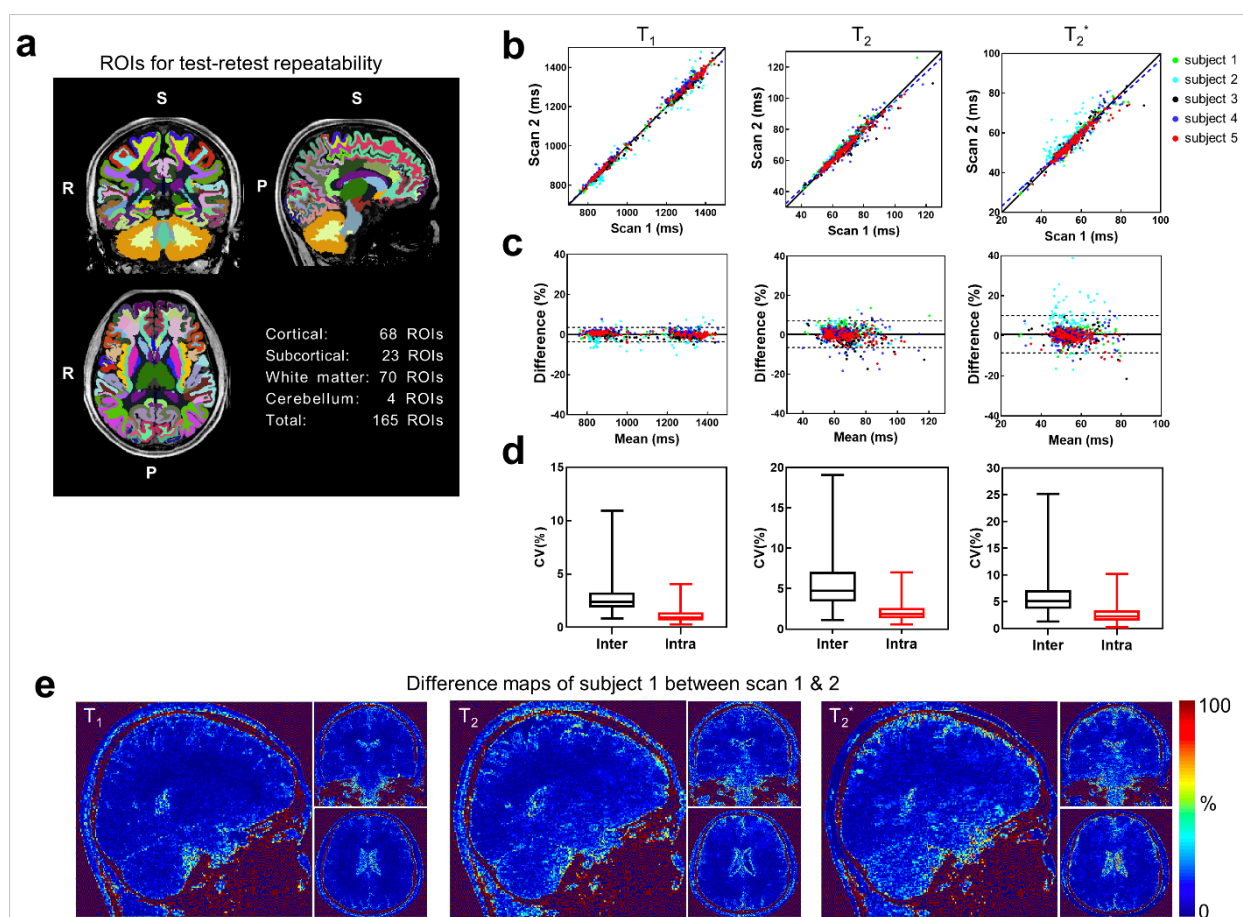 a
ROIs for test-retest repeatability
S
S
R
P
R
P
Cortical: 68 ROIs
Subcortical: 23 ROIs
White matter: 70 ROIs
Cerebellum: 4 ROIs
Total: 165 ROIs
b
T1
T2
T2*
Scan 2 (ms)
1400
1200
1000
800
800
1000
1200
1400
Scan 1 (ms)
Scan 2 (ms)
120
100
80
60
40
40
60
80
100
120
Scan 1 (ms)
Scan 2 (ms)
100
80
60
40
20
20
40
60
80
100
Scan 1 (ms)
subject 1
subject 2
subject 3
subject 4
subject 5
c
Difference (%)
40
20
0
-20
-40
800
1000
1200
1400
Mean (ms)
Difference (%)
40
20
0
-20
-40
40
60
80
100
120
Mean (ms)
Difference (%)
40
20
0
-20
-40
20
40
60
80
100
Mean (ms)
d
CV(%)
15
10
5
0
Inter
Intra
CV(%)
20
15
10
5
0
Inter
Intra
CV(%)
30
25
20
15
10
5
0
Inter
Intra
e
Difference maps of subject 1 between scan 1 & 2
T1
T2
T2*
100
%
0